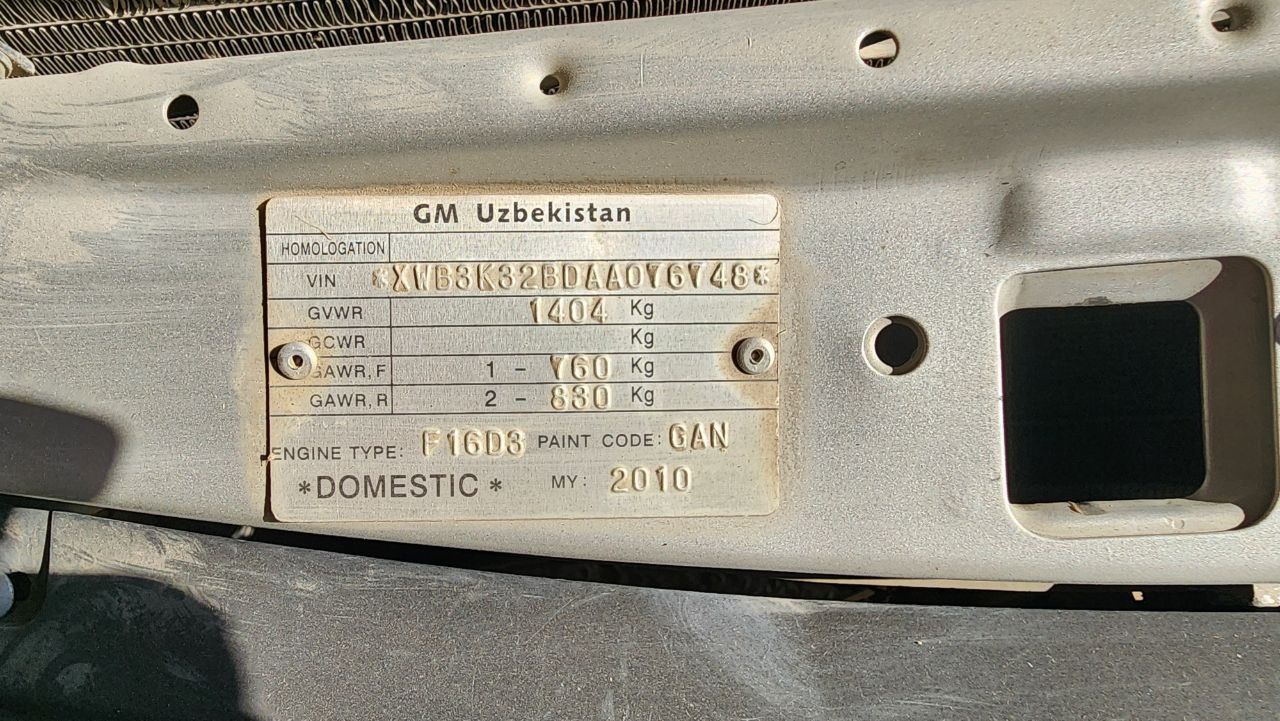 GM Uzbekistan
HOMOLOGATION
VIN *XWB3K32BDAA076748*
GVWR 1404 Kg
GCWR Kg
GAWR, F 1 - 760 Kg
GAWR, R 2 - 830 Kg
ENGINE TYPE: F16D3 PAINT CODE: GAN
*DOMESTIC* MY: 2010